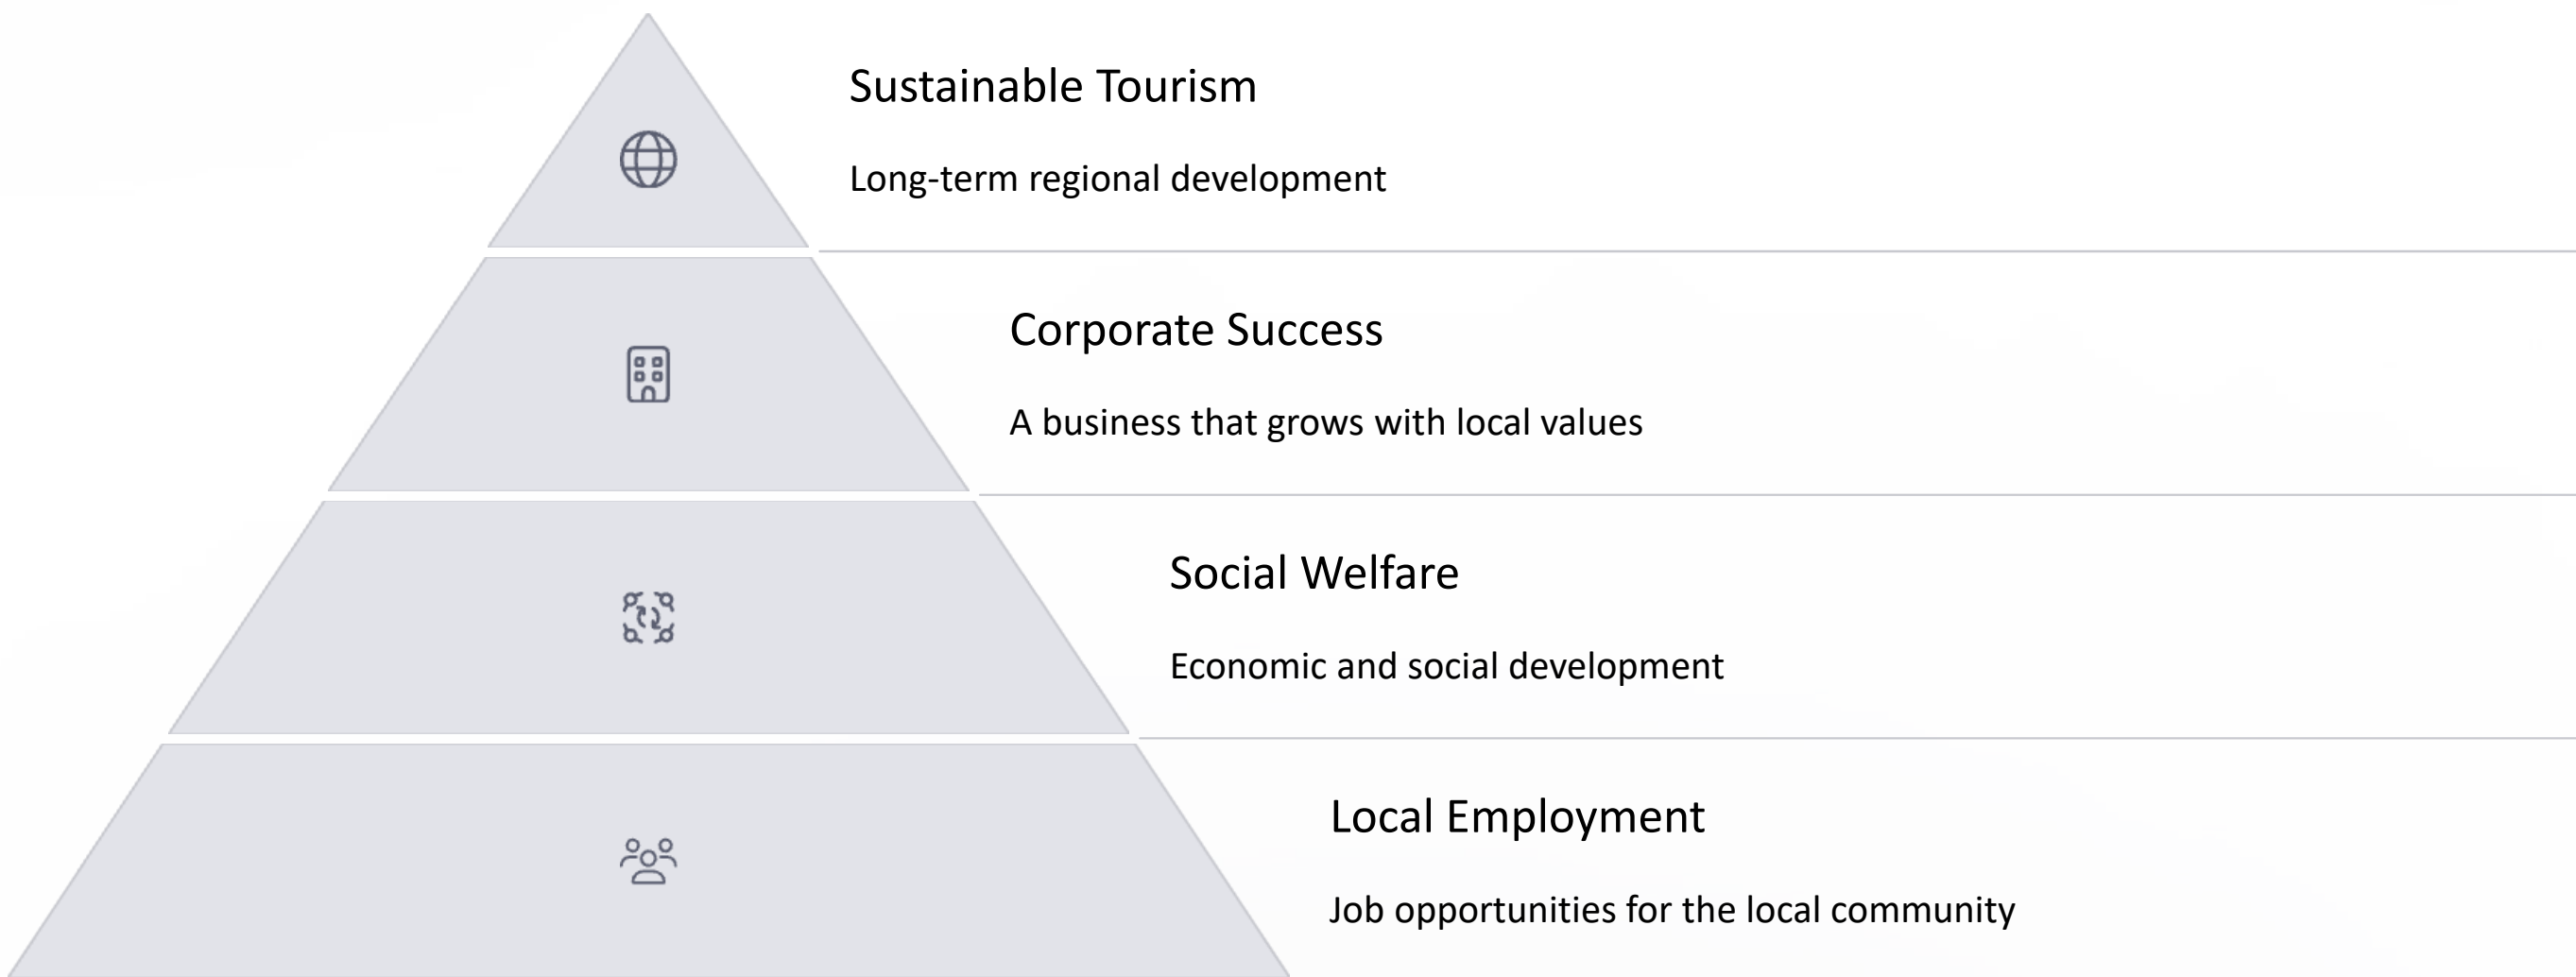 Sustainable Tourism
Long-term regional development
Corporate Success
A business that grows with local values
Social Welfare
Economic and social development
Local Employment
Job opportunities for the local community